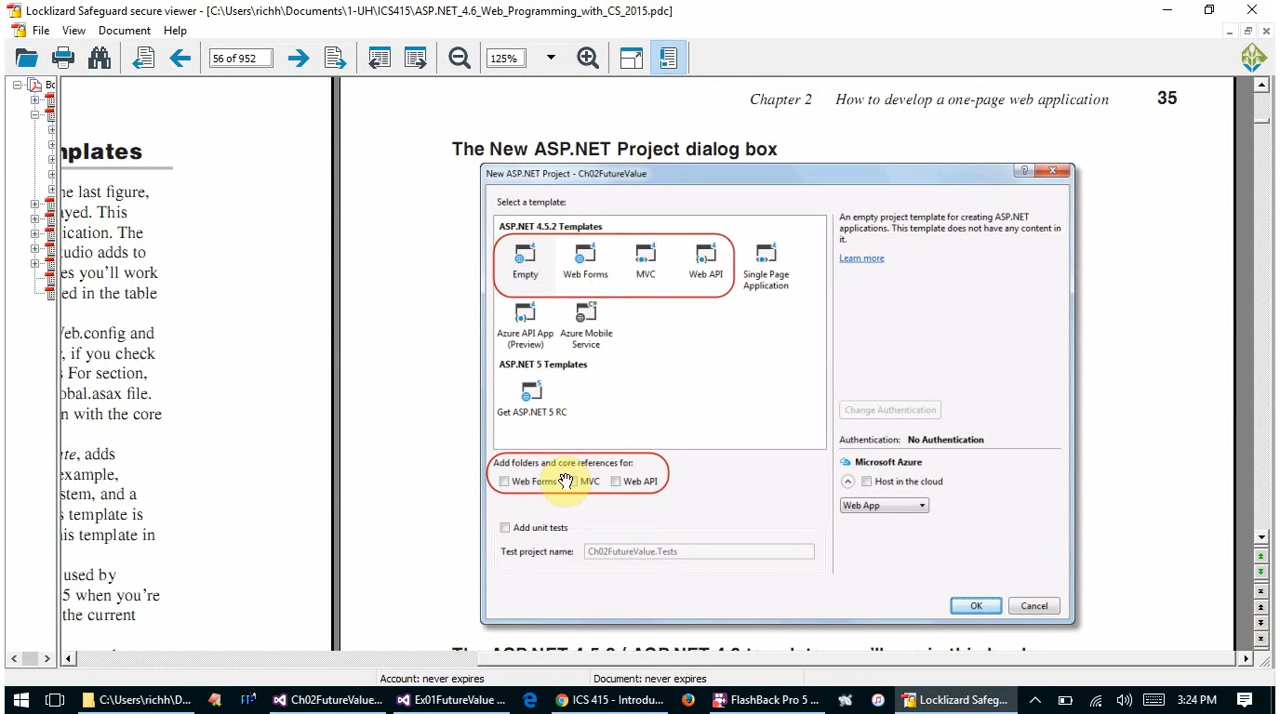 Locklizard Safeguard secure viewer - [C:\Users\richh\Documents\1-UH\ICS415\ASP.NET_4.6_Web_Programming_with_CS_2015.pdc]
File View Document Help
56 of 952
125%
Chapter 2 How to develop a one-page web application 35
nplates
ne last figure,
ayed. This
ication. The
tudio adds to
es you'll work
ed in the table
Veb.config and
r, if you check
s For section,
obal.asax file.
n with the core
ate, adds
example,
stem, and a
s template is
his template in
used by
5 when you're
the current
The New ASP.NET Project dialog box
New ASP.NET Project - Ch02FutureValue
Select a template:
ASP.NET 4.5.2 Templates
Empty
Web Forms
MVC
Web API
Single Page
Application
Azure API App
(Preview)
Azure Mobile
Service
ASP.NET 5 Templates
Get ASP.NET 5 RC
An empty project template for creating ASP.NET
applications. This template does not have any content in
it.
Learn more
Change Authentication
Authentication: No Authentication
Microsoft Azure
Host in the cloud
Web App
Add folders and core references for:
Web Forms MVC Web API
Add unit tests
Test project name: Ch02FutureValue.Tests
OK Cancel
Account: never expires Document: never expires
C:\Users\richh\D...
Ch02FutureValue...
Ex01FutureValue ...
ICS 415 - Introdu...
FlashBack Pro 5 ...
Locklizard Safeg...
3:24 PM